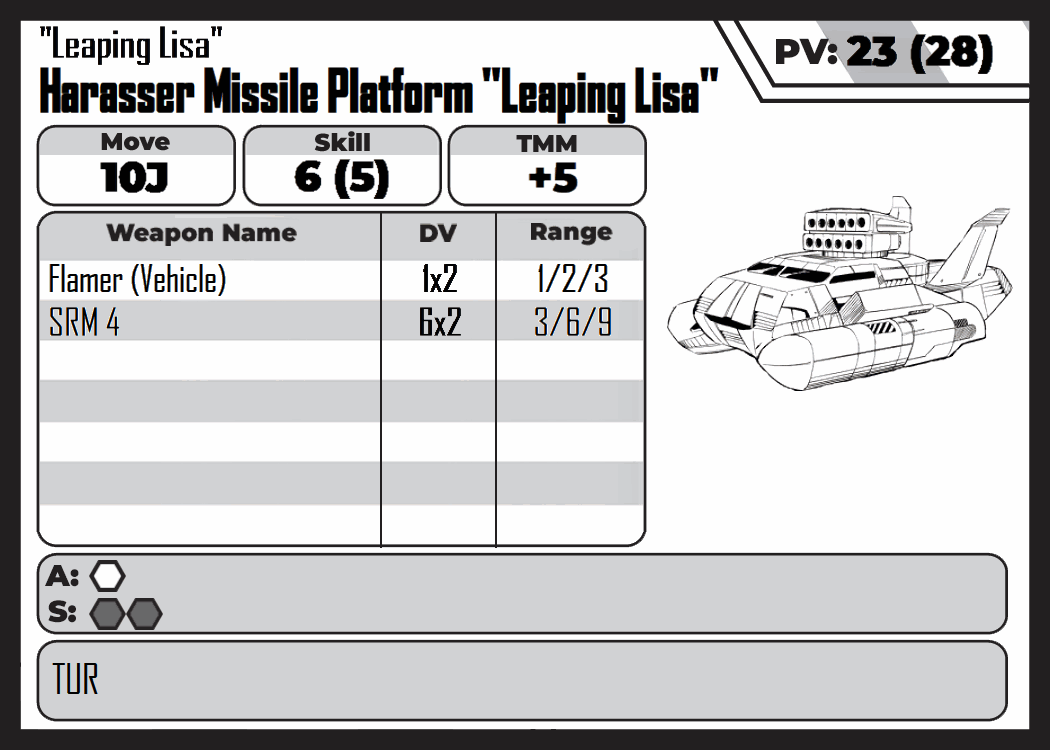 "Leaping Lisa"
PV: 23 (28)
Harasser Missile Platform "Leaping Lisa"
Move Skill TMM
10J 6 (5) +5
Weapon Name DV Range
Flamer (Vehicle) 1x2 1/2/3
SRM 4 6x2 3/6/9
A:
S:
TUR